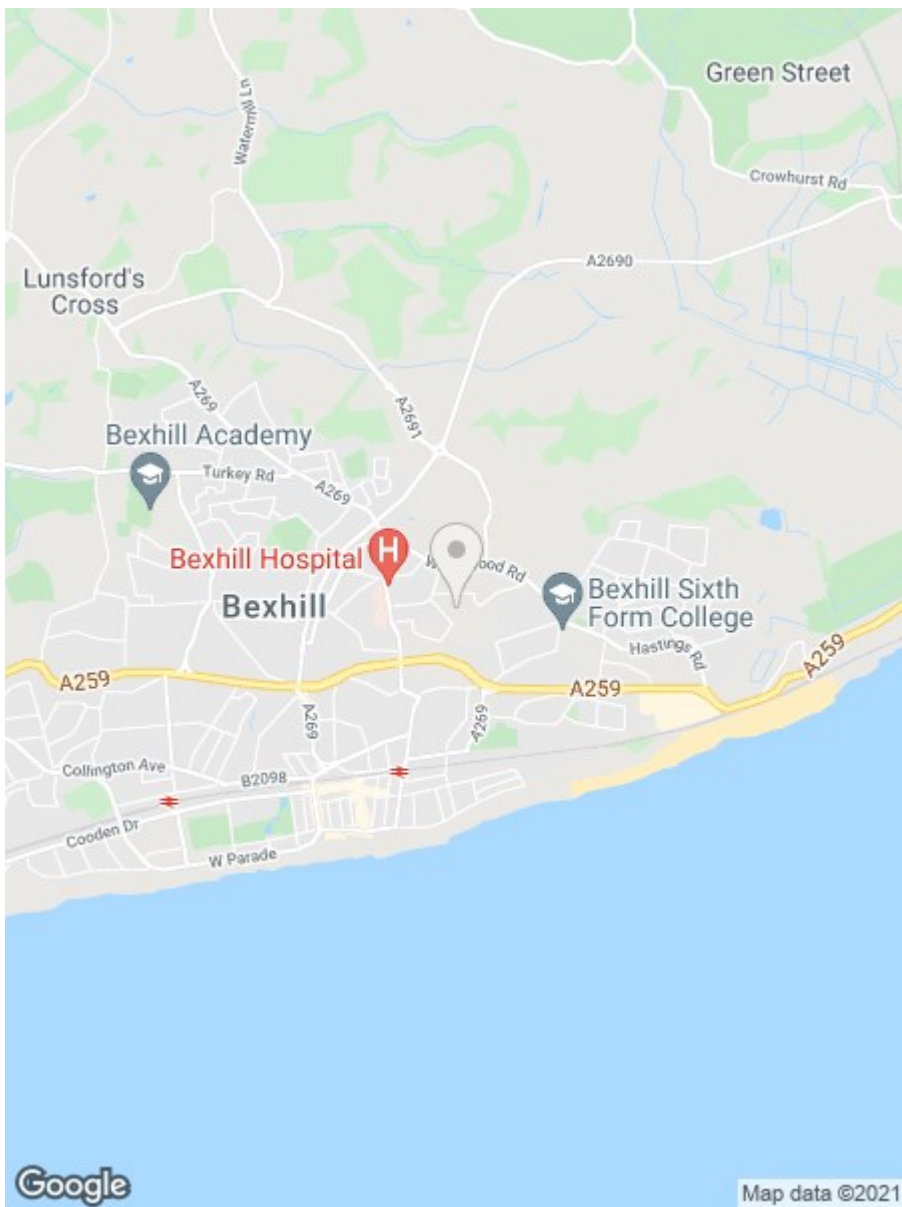 Green Street
Watermill Ln
Crowhurst Rd
A2690
Lunsford's
Cross
A269
A2691
Bexhill Academy
Turkey Rd
A269
Bexhill Hospital
H
Rd
Bexhill
Bexhill Sixth
Form College
Hastings Rd
A259
A259
A259
A269
A269
Collington Ave
B2098
Cooden Dr
W Parade
Google
Map data ©2021